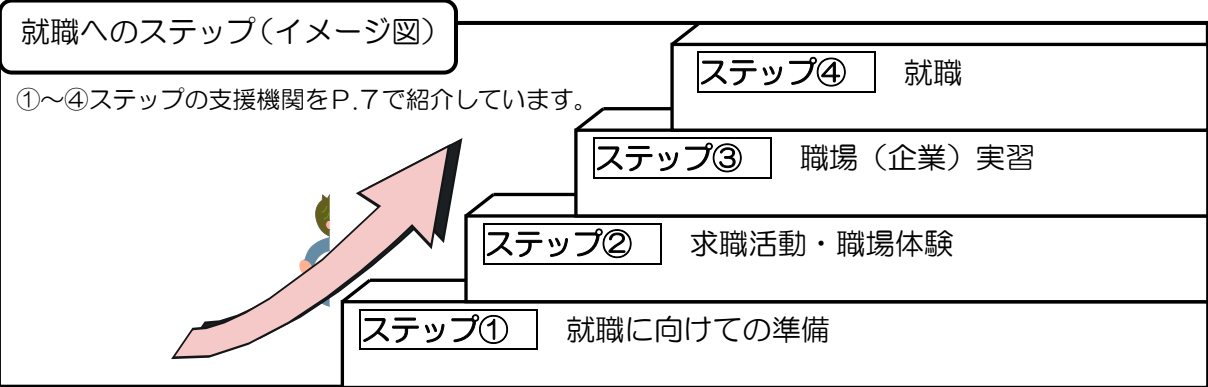 就職へのステップ（イメージ図）
①～④ステップの支援機関をＰ.７で紹介しています。
ステップ④　就職
ステップ③　職場（企業）実習
ステップ②　求職活動・職場体験
ステップ①　就職に向けての準備